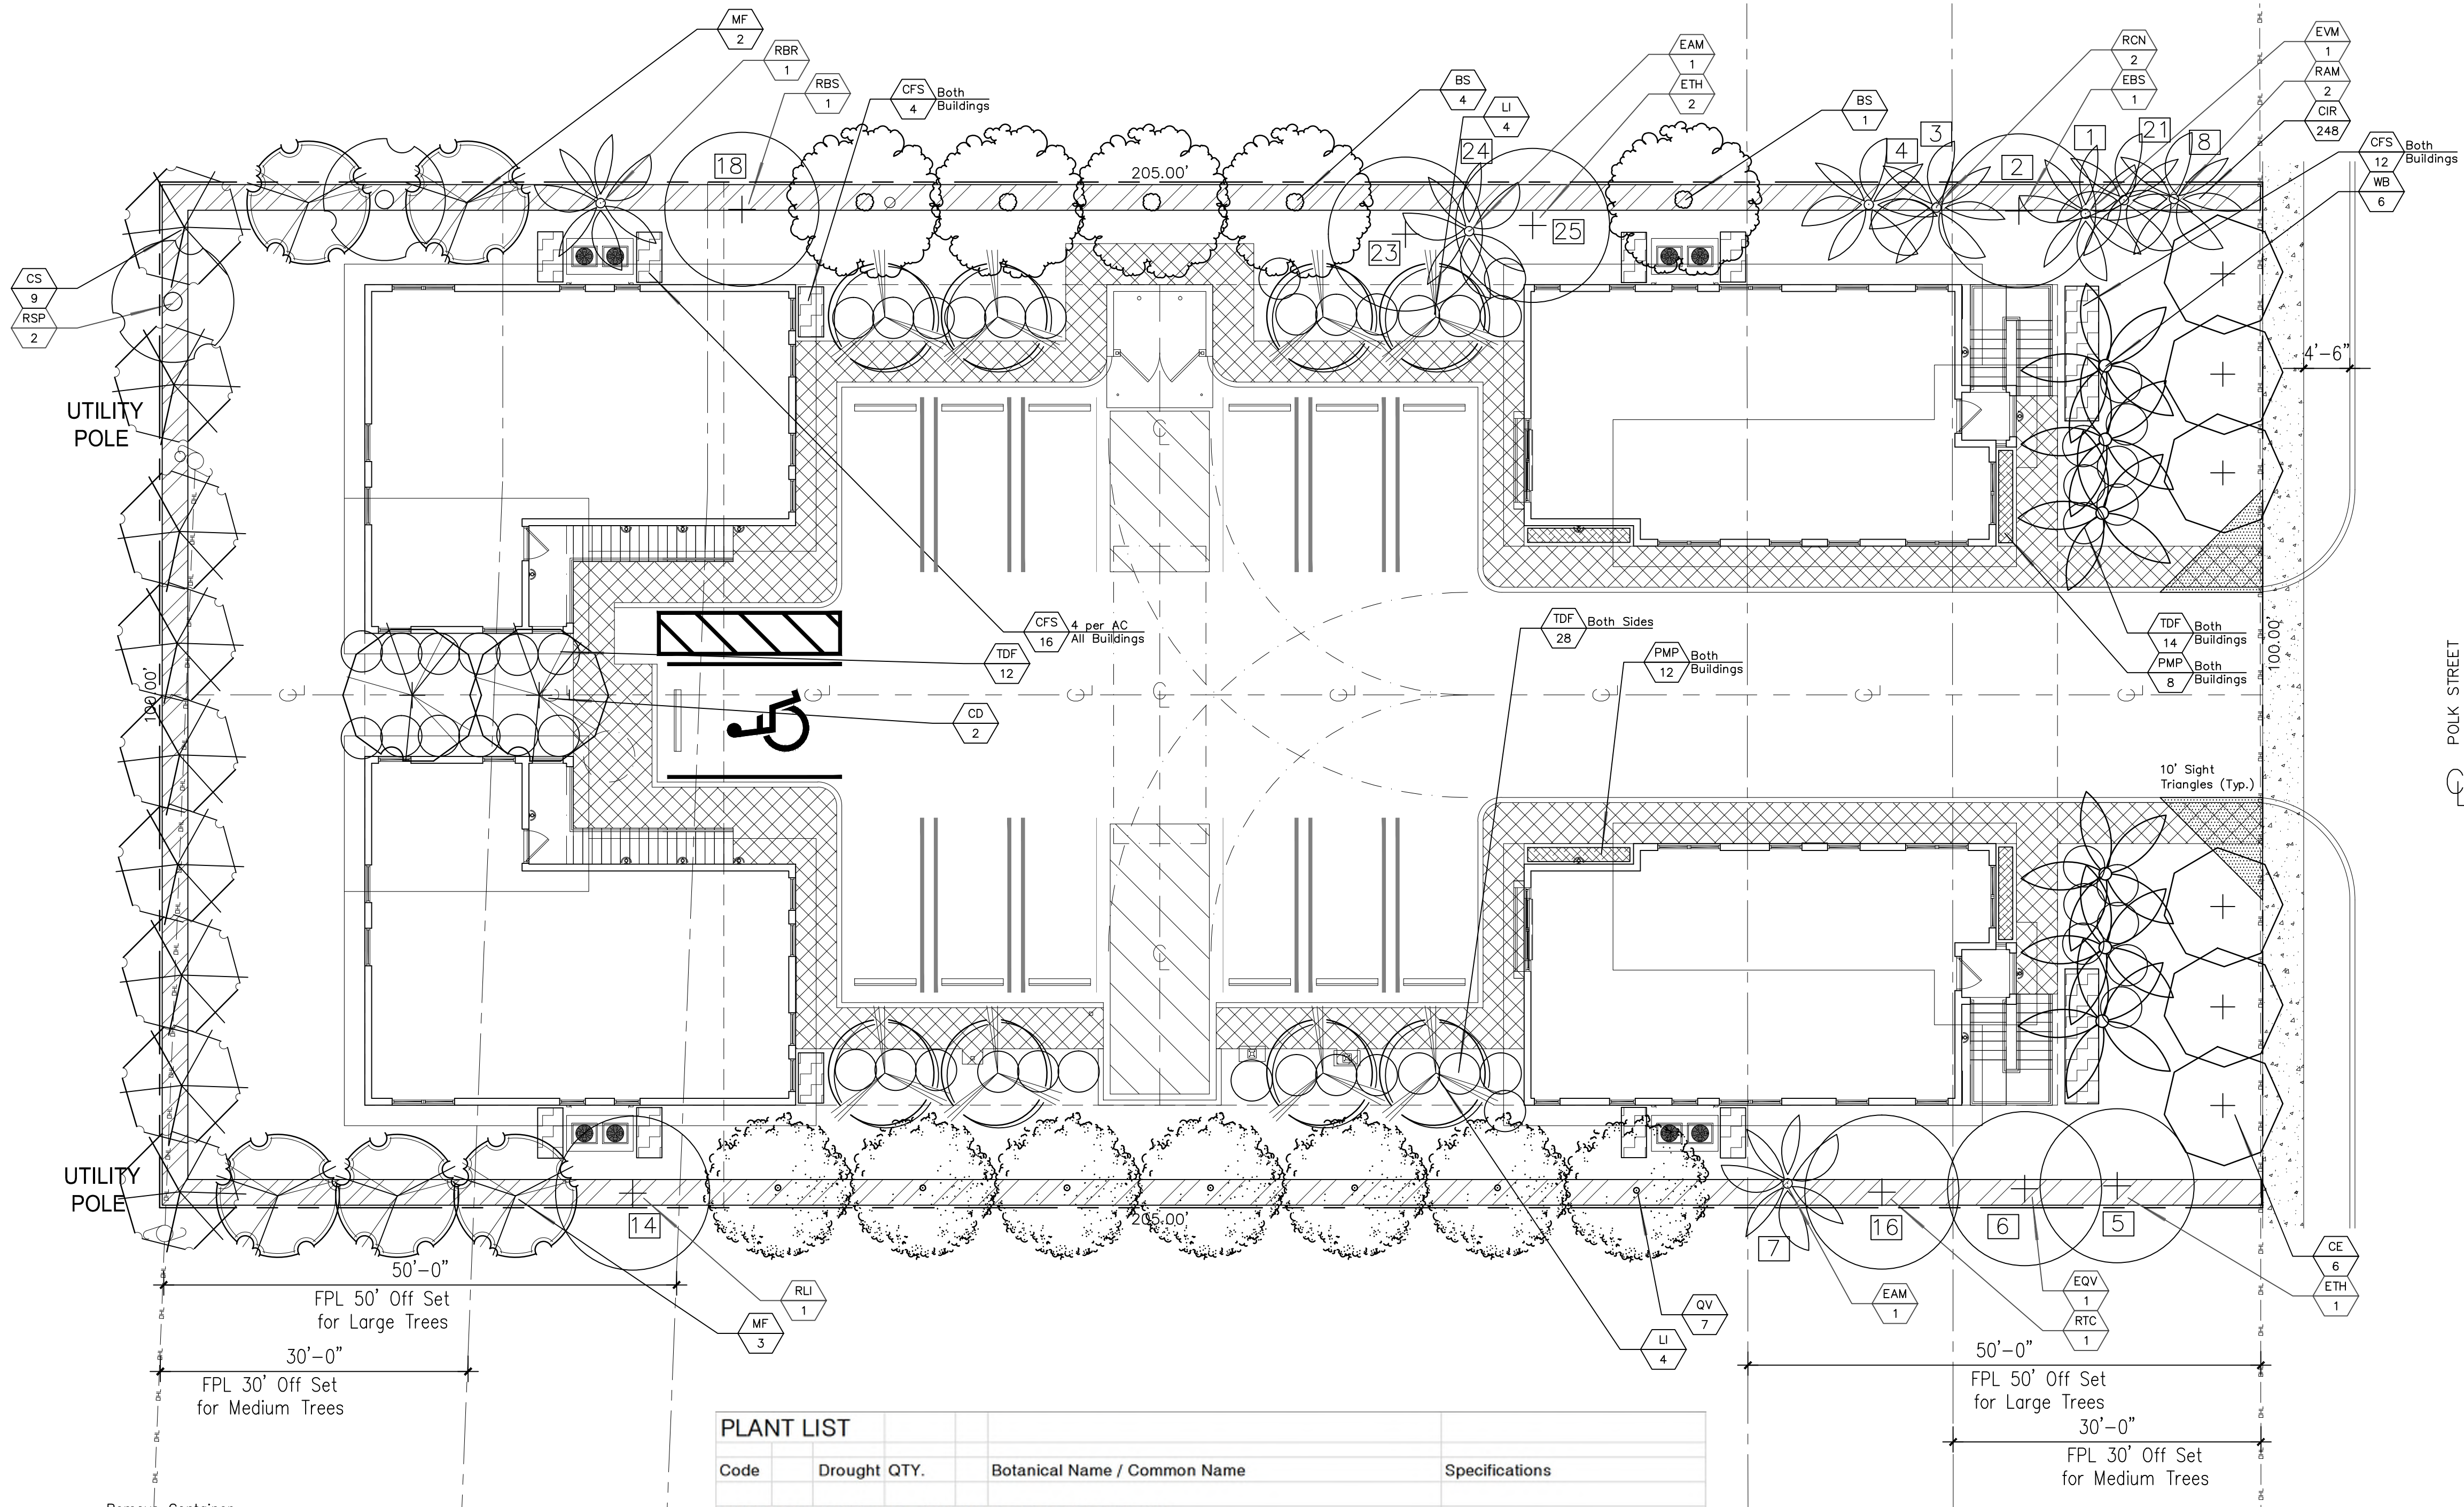 MF
2
RBR
1
RBS
1
CFS Both
4 Buildings
BS
4
LI
4
EAM
1
ETH
2
BS
1
RCN
2
EBS
1
EVM
1
RAM
2
CIR
248
CFS Both
12 Buildings
WB
6
18
205.00'
24
23
25
4
3
2
1
21
8
CS
9
RSP
2
4'-6"
UTILITY
POLE
CFS 4 per AC
16 All Buildings
TDF
12
CD
2
TDF Both Sides
28
PMP Both
12 Buildings
TDF Both
14 Buildings
PMP Both
8 Buildings
100.00'
100.00'
POLK STREET
10' Sight
Triangles (Typ.)
UTILITY
POLE
205.00'
14
7
16
6
5
50'-0"
FPL 50' Off Set
for Large Trees
30'-0"
FPL 30' Off Set
for Medium Trees
RLI
1
MF
3
QV
7
LI
4
EAM
1
EQV
1
RTC
1
CE
6
ETH
1
50'-0"
FPL 50' Off Set
for Large Trees
30'-0"
FPL 30' Off Set
for Medium Trees
PLANT LIST
Code Drought QTY. Botanical Name / Common Name Specifications